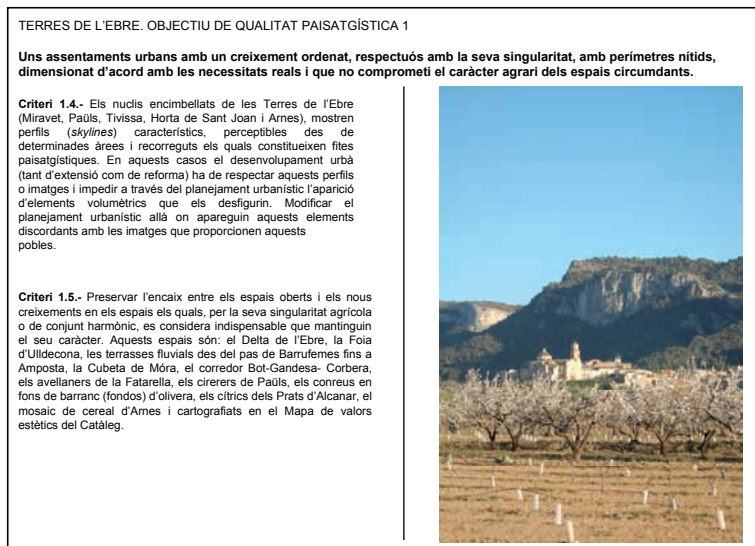 TERRES DE L'EBRE. OBJECTIU DE QUALITAT PAISATGÍSTICA 1
Uns assentaments urbans amb un creixement ordenat, respectuós amb la seva singularitat, amb perímetres nítids,
dimensionat d'acord amb les necessitats reals i que no comprometi el caràcter agrari dels espais circumdants.
Criteri 1.4.- Els nuclis encimbellats de les Terres de l'Ebre
(Miravet, Paüls, Tivissa, Horta de Sant Joan i Arnes), mostren
perfils (skylines) característics, perceptibles des de
determinades àrees i recorreguts els quals constitueixen fites
paisatgístiques. En aquests casos el desenvolupament urbà
(tant d'extensió com de reforma) ha de respectar aquests perfils
o imatges i impedir a través del planejament urbanístic l'aparició
d'elements volumètrics que els desfigurin. Modificar el
planejament urbanístic allà on apareguin aquests elements
discordants amb les imatges que proporcionen aquests
pobles.
Criteri 1.5.- Preservar l'encaix entre els espais oberts i els nous
creixements en els espais els quals, per la seva singularitat agrícola
o de conjunt harmònic, es considera indispensable que mantinguin
el seu caràcter. Aquests espais són: el Delta de l'Ebre, la Foia
d'Ulldecona, les terrasses fluvials des del pas de Barrufemes fins a
Amposta, la Cubeta de Móra, el corredor Bot-Gandesa- Corbera,
els avellaners de la Fatarella, els cirerers de Paüls, els conreus en
fons de barranc (fondos) d'olivera, els cítrics dels Prats d'Alcanar, el
mosaic de cereal d'Arnes i cartografiats en el Mapa de valors
estètics del Catàleg.